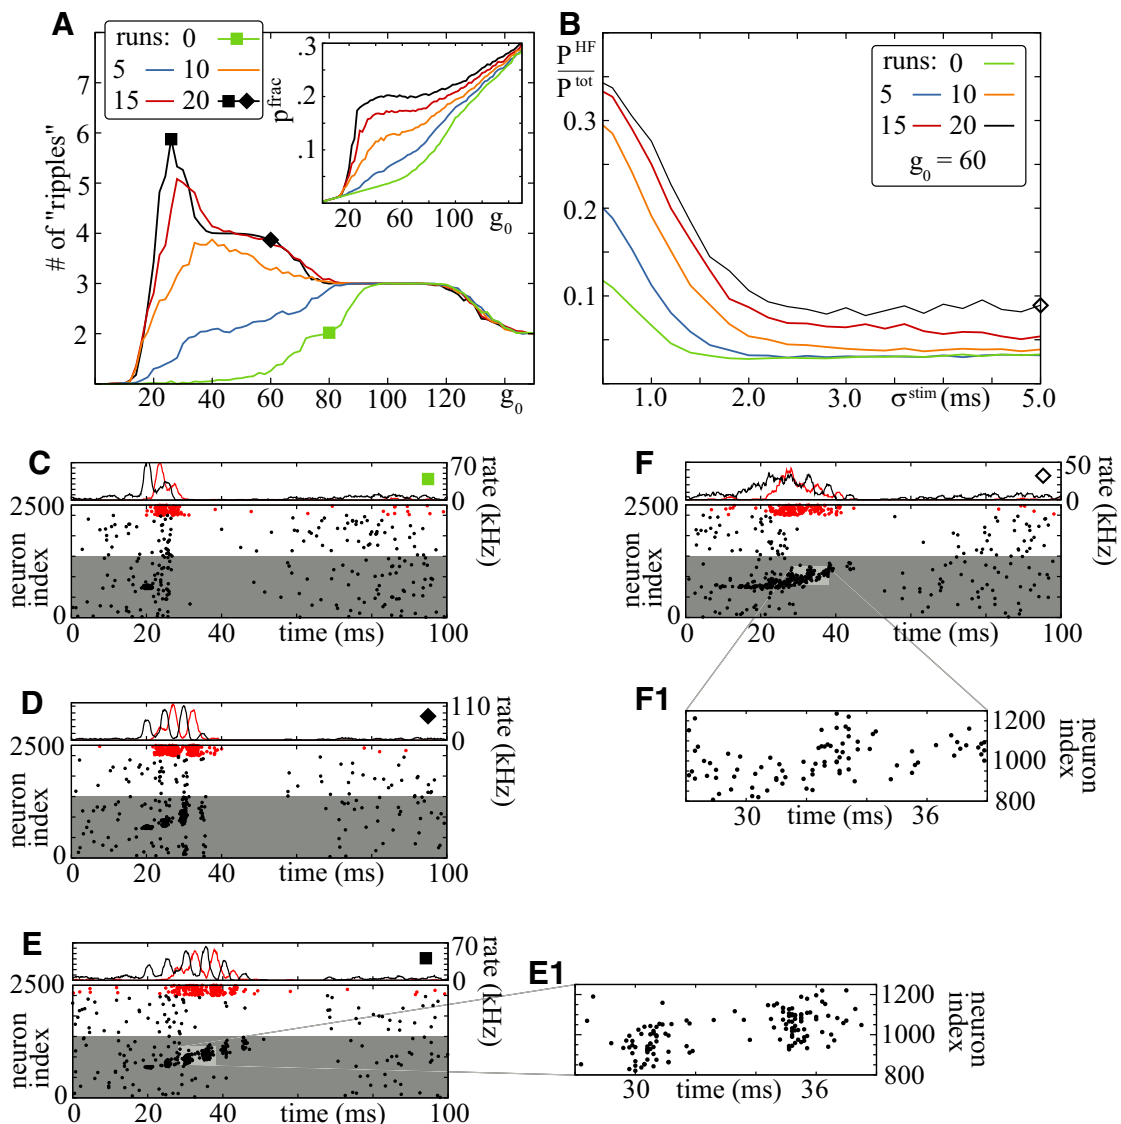 A
runs: 0
5 10
15 20
# of "ripples"
7
6
5
4
3
2
20 40 60 80 100 120 g0
p^frac
.3
.2
.1
20 60 100 g0
B
P^HF
P^tot
0.3
0.2
0.1
runs: 0
5 10
15 20
g0 = 60
1.0 2.0 3.0 σ^stim (ms) 5.0
C
70
0
rate (kHz)
2500
neuron
index
0
0 20 40 time (ms) 100
D
110
0
rate (kHz)
2500
neuron
index
0
0 20 40 time (ms) 100
E
70
0
rate (kHz)
2500
neuron
index
0
0 20 40 time (ms) 100
E1
1200
1000
800
neuron
index
30 time (ms) 36
F
50
0
rate (kHz)
2500
neuron
index
0
0 20 40 time (ms) 100
F1
1200
1000
800
neuron
index
30 time (ms) 36